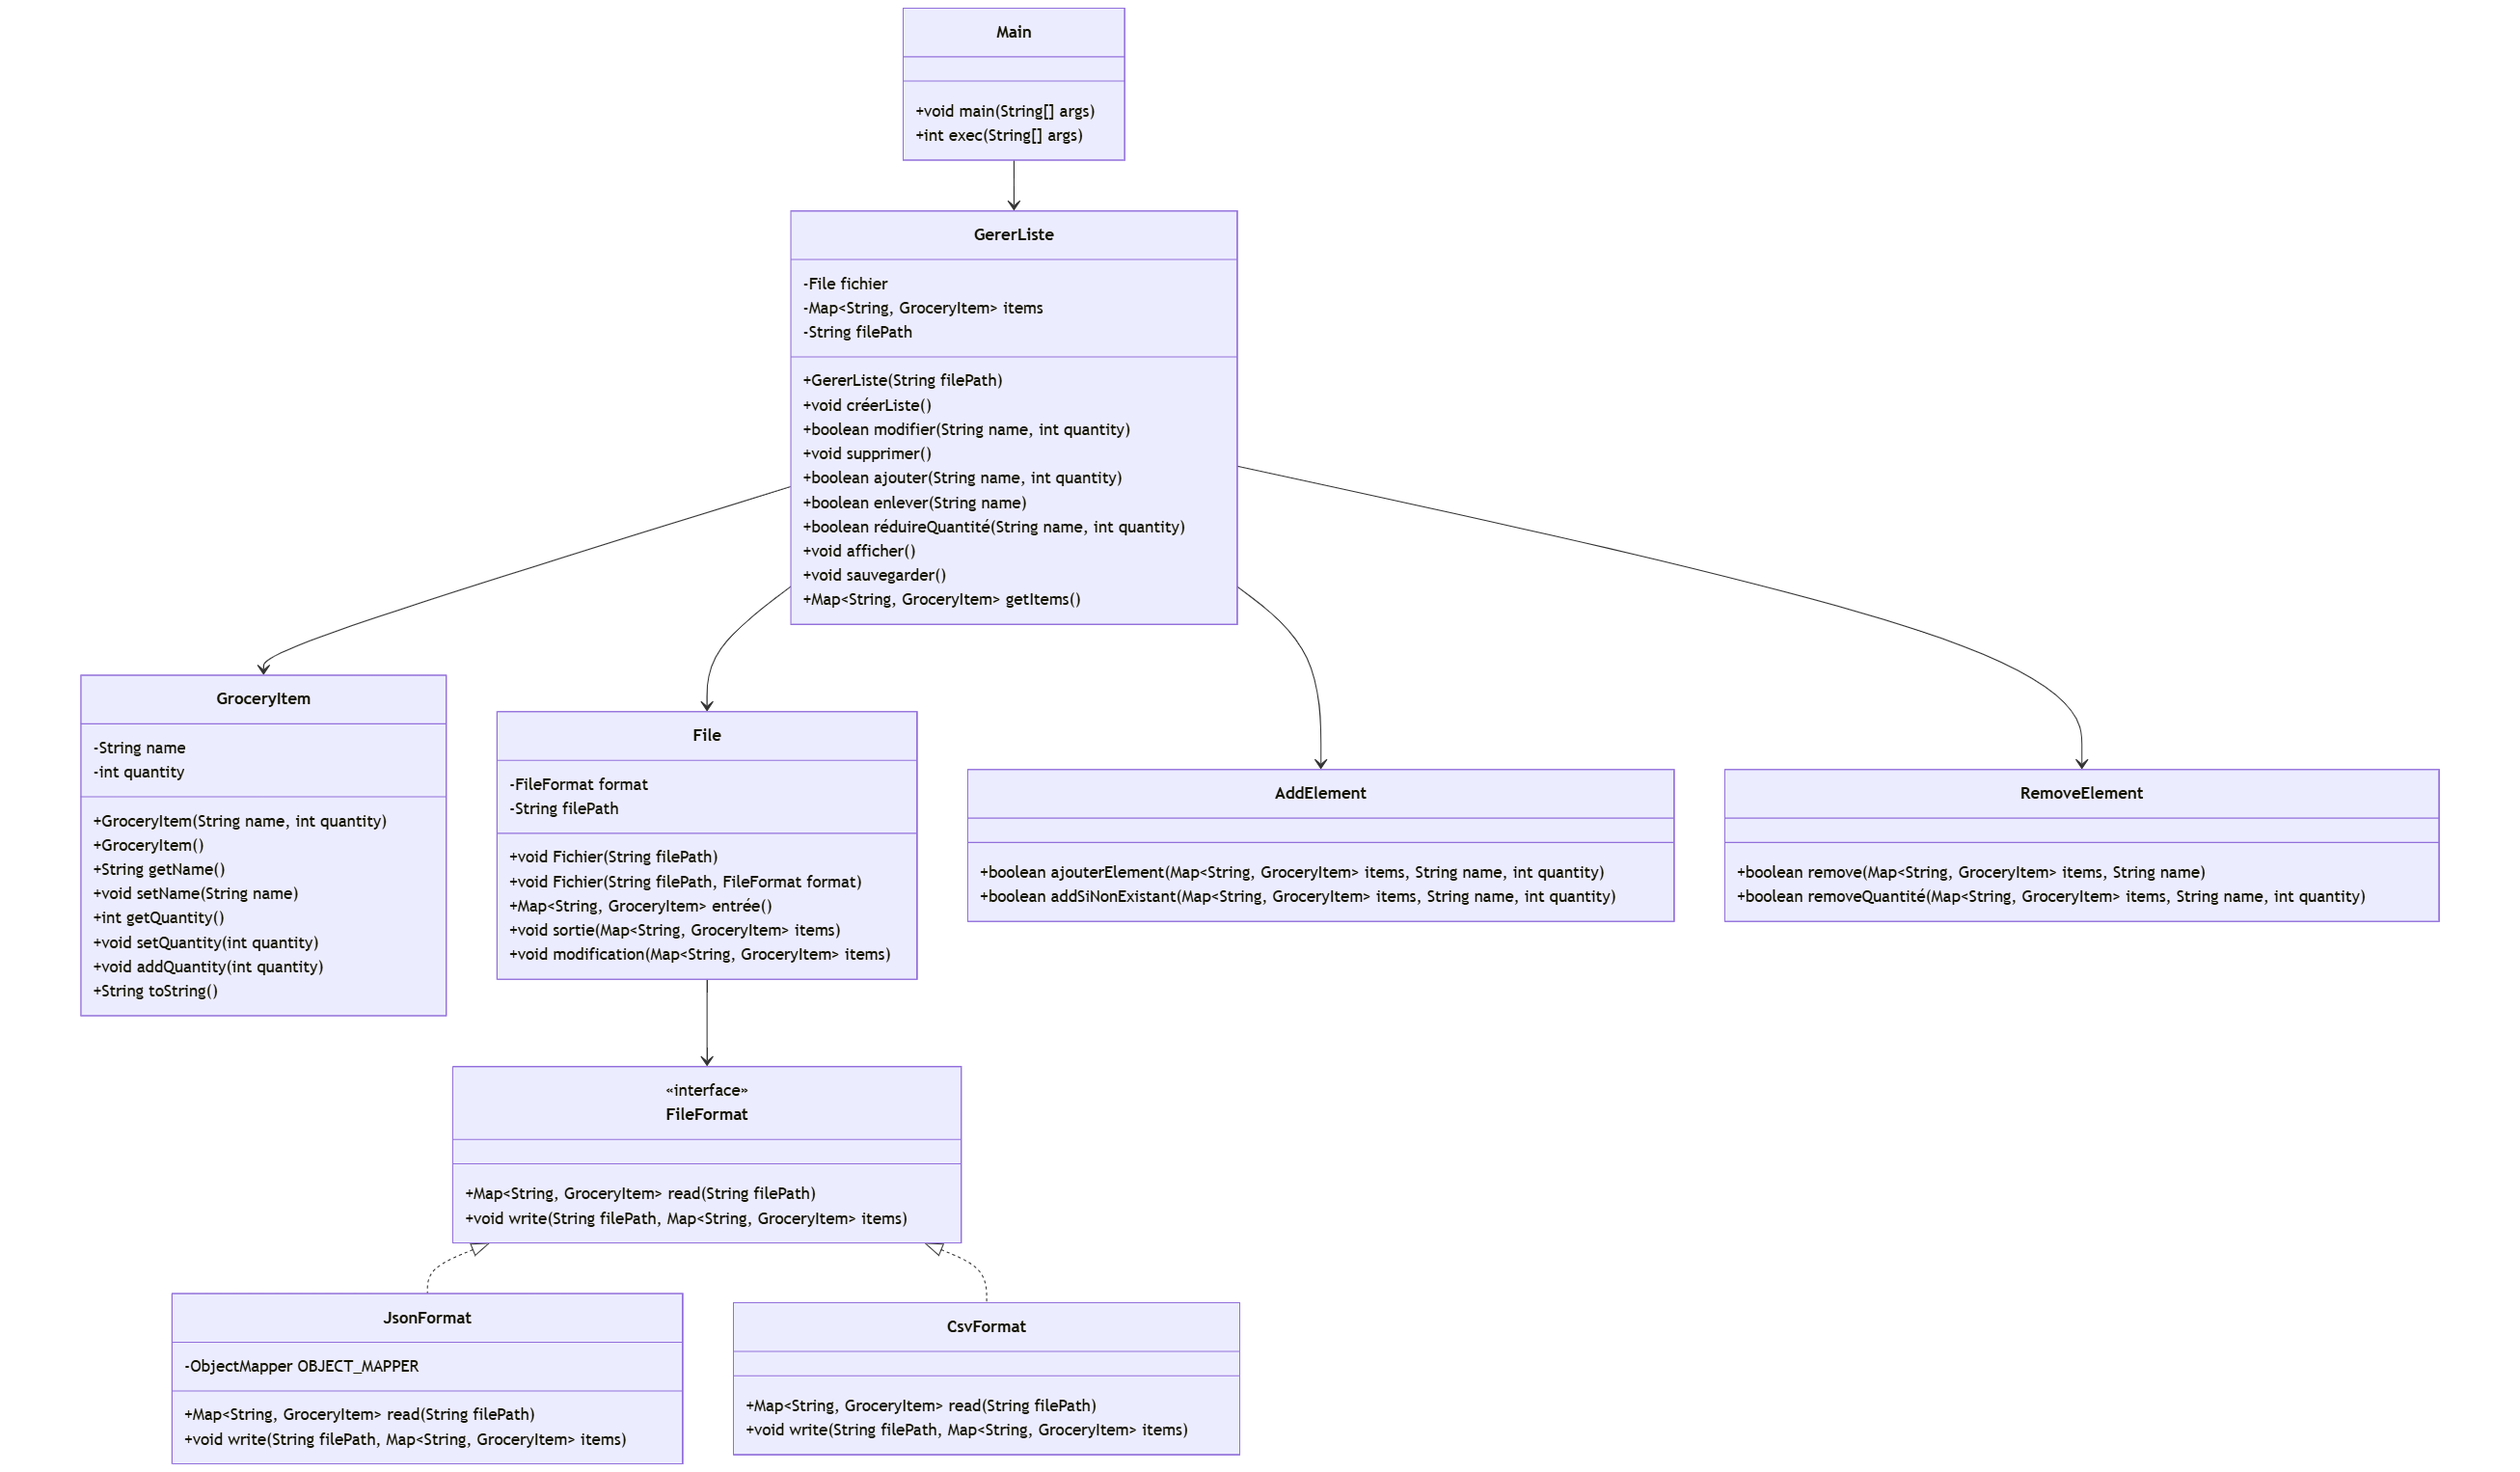 Main
+void main(String[] args)
+int exec(String[] args)
GererListe
-File fichier
-Map<String, GroceryItem> items
-String filePath
+GererListe(String filePath)
+void créerListe()
+boolean modifier(String name, int quantity)
+void supprimer()
+boolean ajouter(String name, int quantity)
+boolean enlever(String name)
+boolean réduireQuantité(String name, int quantity)
+void afficher()
+void sauvegarder()
+Map<String, GroceryItem> getItems()
GroceryItem
-String name
-int quantity
+GroceryItem(String name, int quantity)
+GroceryItem()
+String getName()
+void setName(String name)
+int getQuantity()
+void setQuantity(int quantity)
+void addQuantity(int quantity)
+String toString()
File
-FileFormat format
-String filePath
+void Fichier(String filePath)
+void Fichier(String filePath, FileFormat format)
+Map<String, GroceryItem> entrée()
+void sortie(Map<String, GroceryItem> items)
+void modification(Map<String, GroceryItem> items)
AddElement
+boolean ajouterElement(Map<String, GroceryItem> items, String name, int quantity)
+boolean addSiNonExistant(Map<String, GroceryItem> items, String name, int quantity)
RemoveElement
+boolean remove(Map<String, GroceryItem> items, String name)
+boolean removeQuantité(Map<String, GroceryItem> items, String name, int quantity)
«interface»
FileFormat
+Map<String, GroceryItem> read(String filePath)
+void write(String filePath, Map<String, GroceryItem> items)
JsonFormat
-ObjectMapper OBJECT_MAPPER
+Map<String, GroceryItem> read(String filePath)
+void write(String filePath, Map<String, GroceryItem> items)
CsvFormat
+Map<String, GroceryItem> read(String filePath)
+void write(String filePath, Map<String, GroceryItem> items)